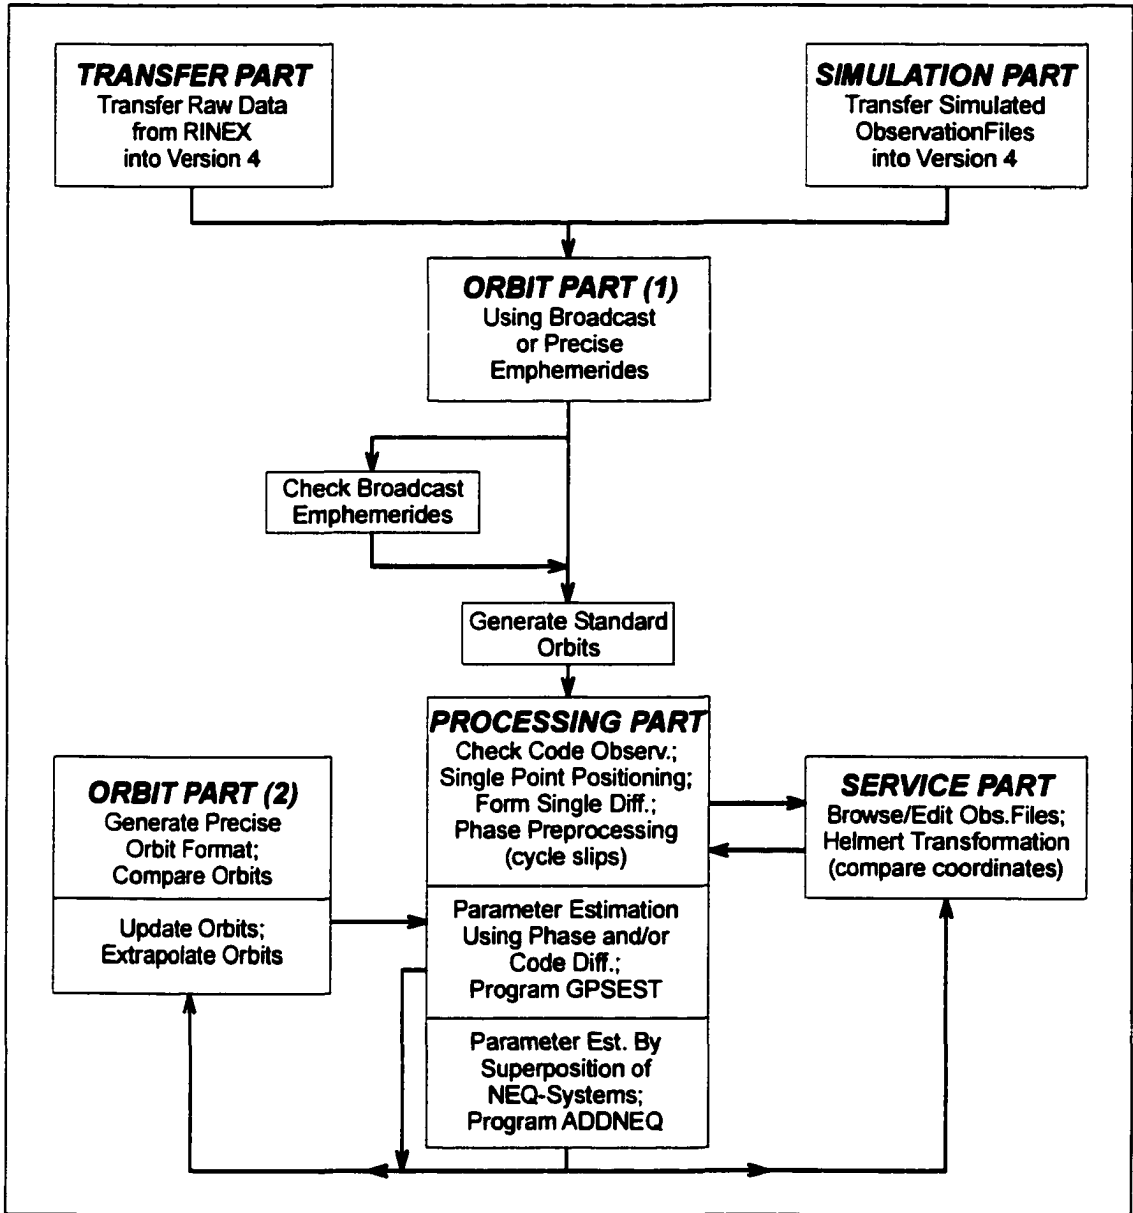 TRANSFER PART
Transfer Raw Data
from RINEX
into Version 4
SIMULATION PART
Transfer Simulated
ObservationFiles
into Version 4
ORBIT PART (1)
Using Broadcast
or Precise
Emphemerides
Check Broadcast
Emphemerides
Generate Standard
Orbits
PROCESSING PART
Check Code Observ.;
Single Point Positioning;
Form Single Diff.;
Phase Preprocessing
(cycle slips)
Parameter Estimation
Using Phase and/or
Code Diff.;
Program GPSEST
Parameter Est. By
Superposition of
NEQ-Systems;
Program ADDNEQ
ORBIT PART (2)
Generate Precise
Orbit Format;
Compare Orbits
Update Orbits;
Extrapolate Orbits
SERVICE PART
Browse/Edit Obs.Files;
Helmert Transformation
(compare coordinates)